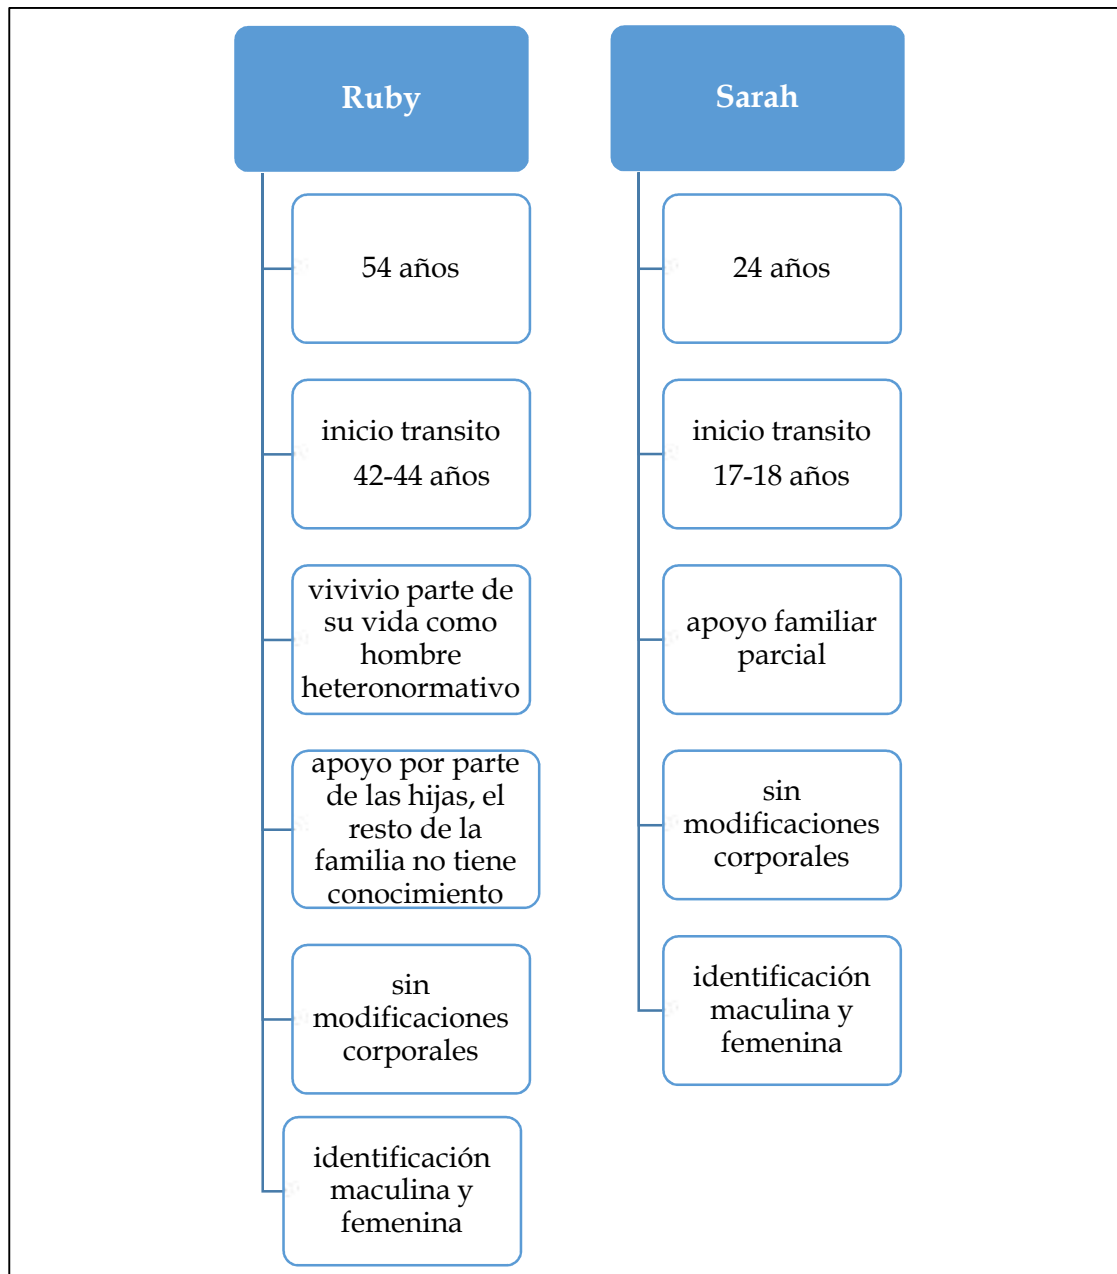 Ruby
54 años
inicio transito
42-44 años
vivivio parte de
su vida como
hombre
heteronormativo
apoyo por parte
de las hijas, el
resto de la
familia no tiene
conocimiento
sin
modificaciones
corporales
identificación
maculina y
femenina
Sarah
24 años
inicio transito
17-18 años
apoyo familiar
parcial
sin
modificaciones
corporales
identificación
maculina y
femenina